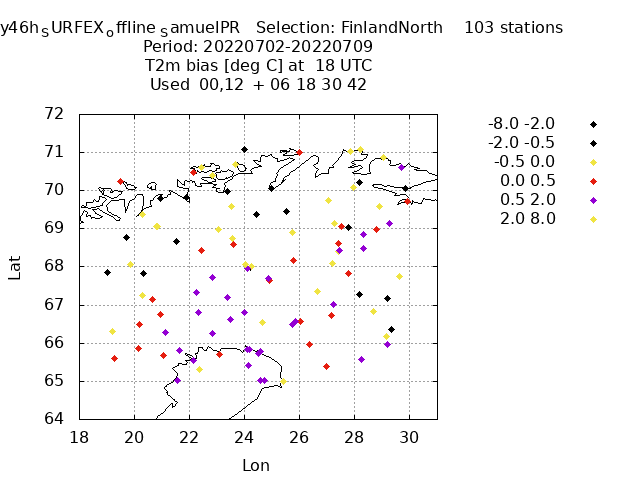 y46hsURFEXoffline samuelPR Selection: FinlandNorth 103 stations
Period: 20220702-20220709
T2m bias [deg C] at 18 UTC
Used 00,12 + 06 18 30 42
72
71
70
69
68
67
66
65
64
18 20 22 24 26 28 30
Lat
Lon
-8.0 -2.0
-2.0 -0.5
-0.5 0.0
0.0 0.5
0.5 2.0
2.0 8.0